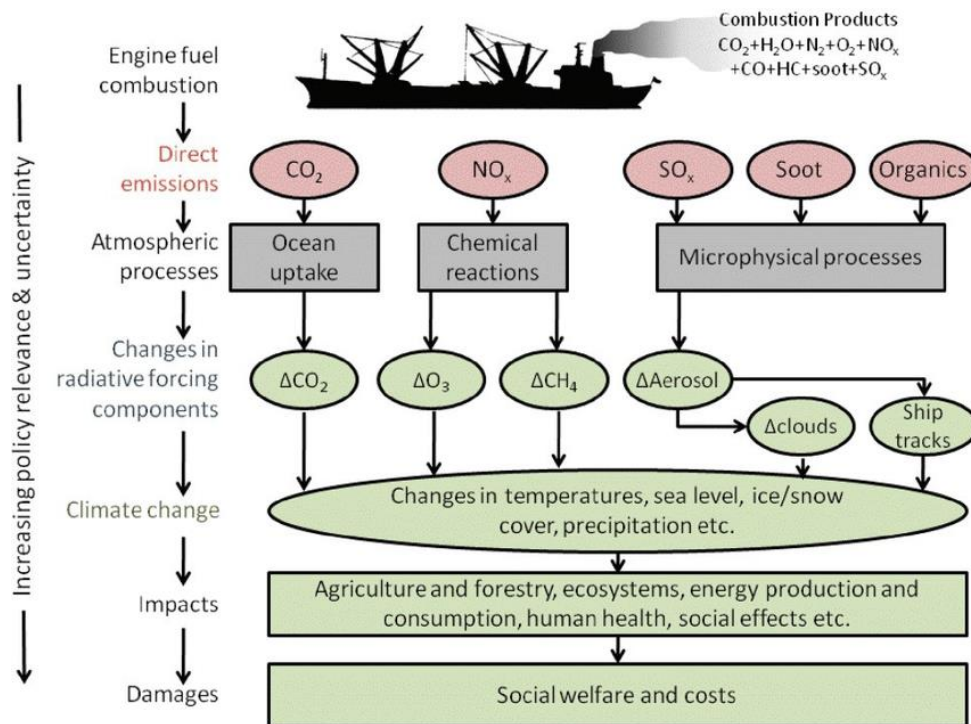 Combustion Products
CO₂+H₂O+N₂+O₂+NOₓ
+CO+HC+soot+SOₓ
Engine fuel
combustion
Increasing policy relevance & uncertainty
Direct
emissions
CO₂
NOₓ
SOₓ
Soot
Organics
Atmospheric
processes
Ocean
uptake
Chemical
reactions
Microphysical processes
Changes in
radiative forcing
components
ΔCO₂
ΔO₃
ΔCH₄
ΔAerosol
Δclouds
Ship
tracks
Climate change
Changes in temperatures, sea level, ice/snow
cover, precipitation etc.
Impacts
Agriculture and forestry, ecosystems, energy production and
consumption, human health, social effects etc.
Damages
Social welfare and costs